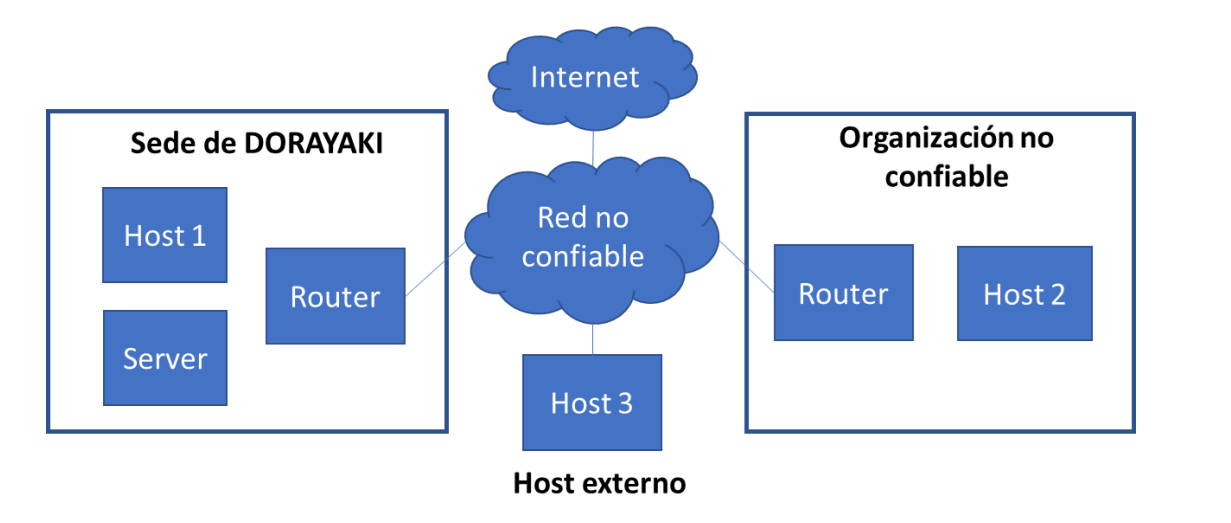 Internet
Sede de DORAYAKI
Host 1
Router
Server
Red no
confiable
Host 3
Host externo
Organización no
confiable
Router
Host 2